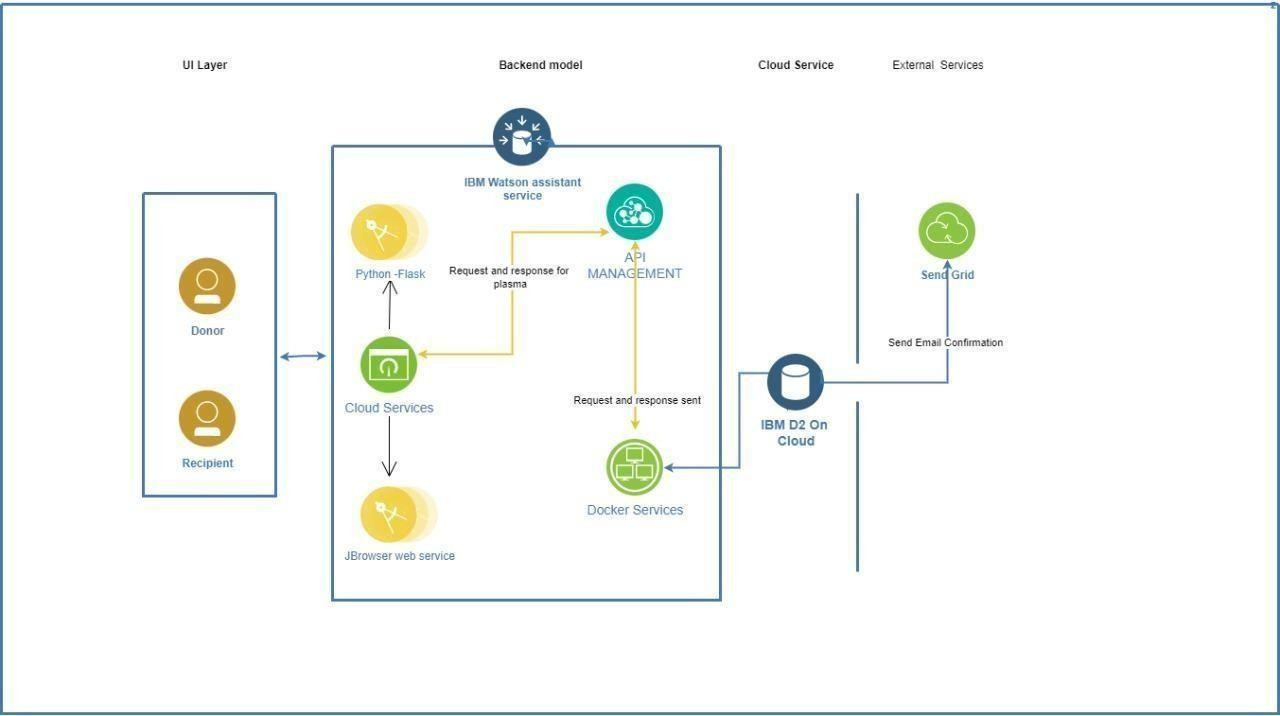 UI Layer
Backend model
Cloud Service
External Services
IBM Watson assistant
service
Python -Flask
Request and response for
plasma
API
MANAGEMENT
Donor
Recipient
Cloud Services
Request and response sent
JBrowser web service
Docker Services
IBM D2 On
Cloud
Send Grid
Send Email Confirmation